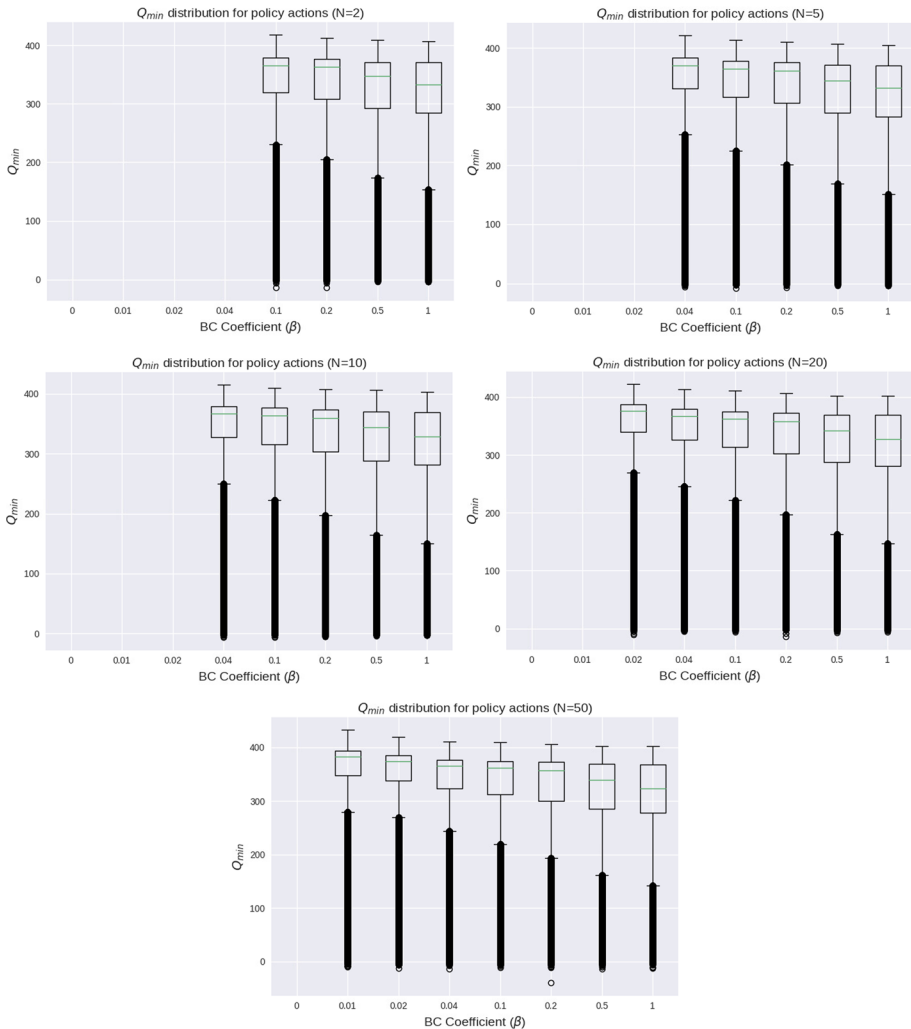 Q_min distribution for policy actions (N=2)
400
300
200
100
0
Q_min
0 0.01 0.02 0.04 0.1 0.2 0.5 1
BC Coefficient (β)
Q_min distribution for policy actions (N=5)
400
300
200
100
0
Q_min
0 0.01 0.02 0.04 0.1 0.2 0.5 1
BC Coefficient (β)
Q_min distribution for policy actions (N=10)
400
300
200
100
0
Q_min
0 0.01 0.02 0.04 0.1 0.2 0.5 1
BC Coefficient (β)
Q_min distribution for policy actions (N=20)
400
300
200
100
0
Q_min
0 0.01 0.02 0.04 0.1 0.2 0.5 1
BC Coefficient (β)
Q_min distribution for policy actions (N=50)
400
300
200
100
0
Q_min
0 0.01 0.02 0.04 0.1 0.2 0.5 1
BC Coefficient (β)